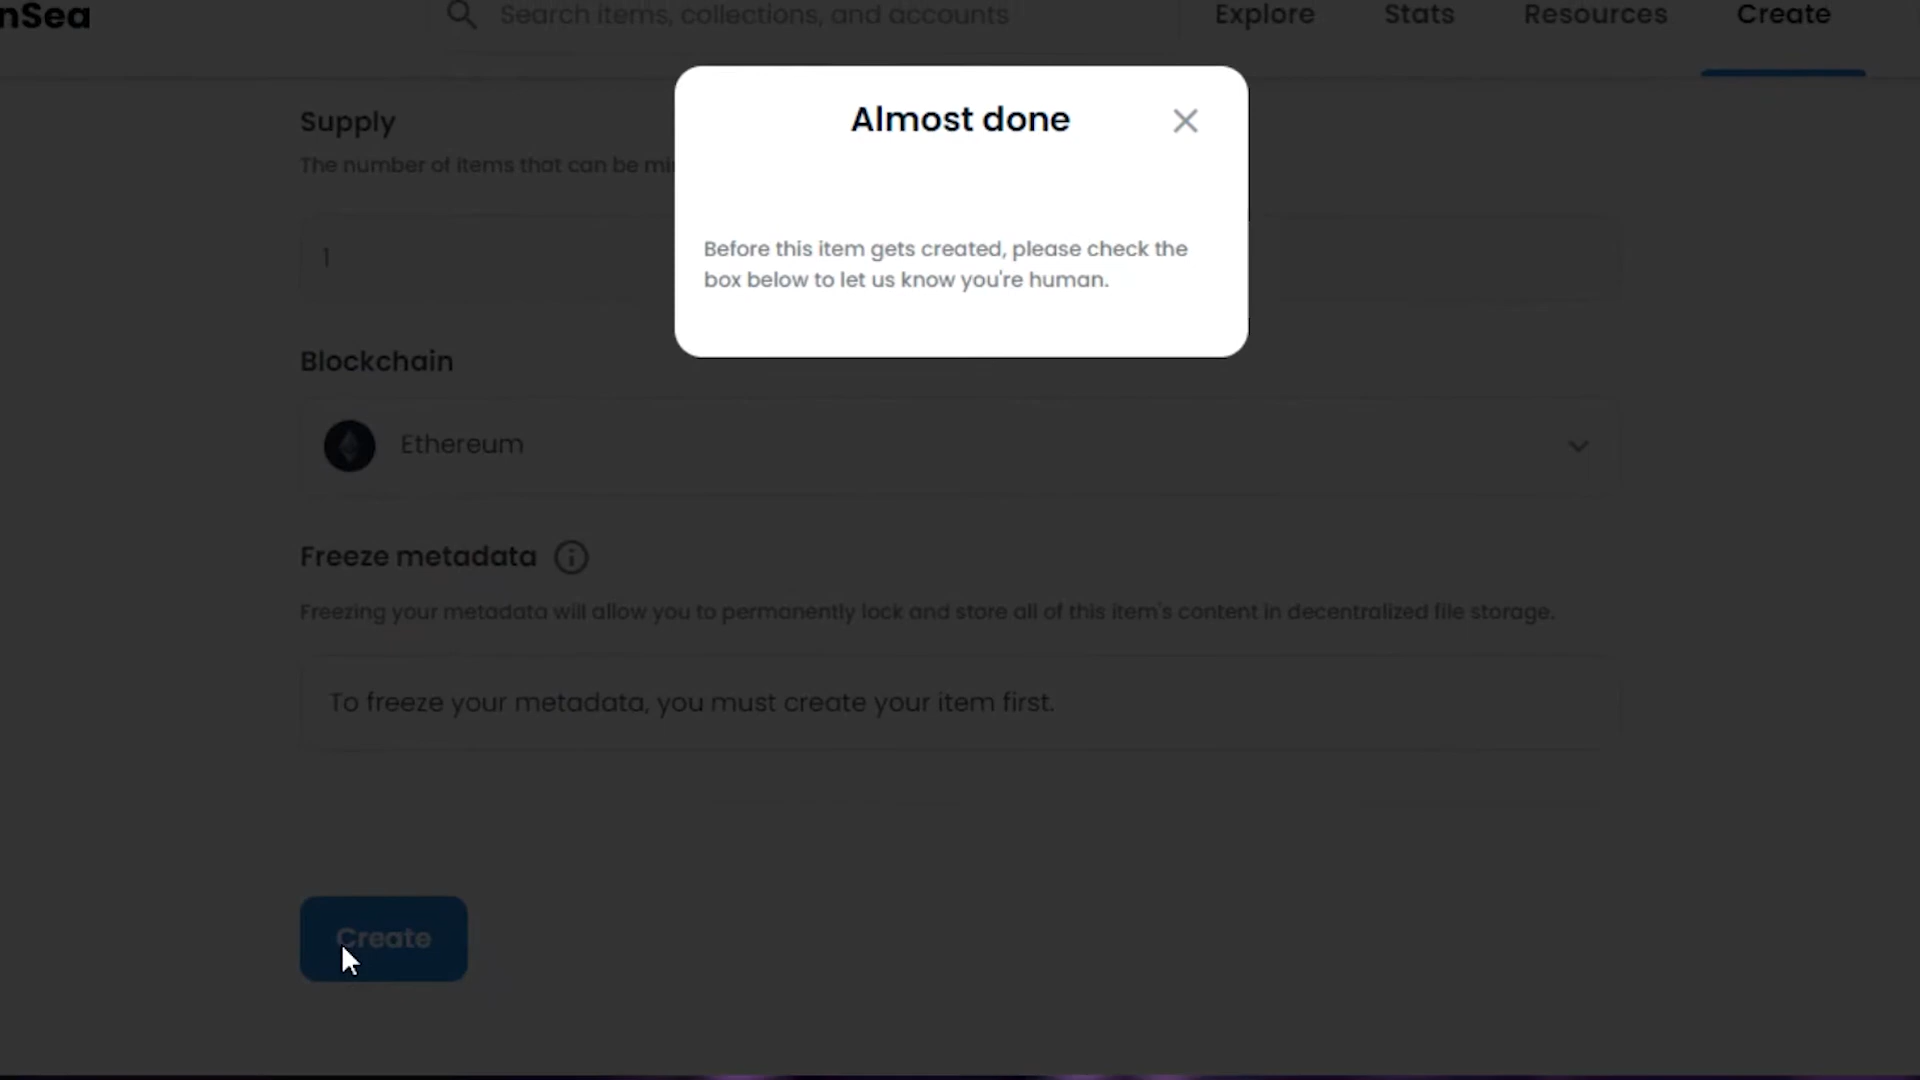 nSea
Search items, collections, and accounts
Explore
Stats
Resources
Create
Almost done
Supply
The number of items that can be
Before this item gets created, please check the
box below to let us know you're human.
1
Blockchain
Ethereum
Freeze metadata
Freezing your metadata will allow you to permanently lock and store all of this item's content in decentralized file storage.
To freeze your metadata, you must create your item first.
Create